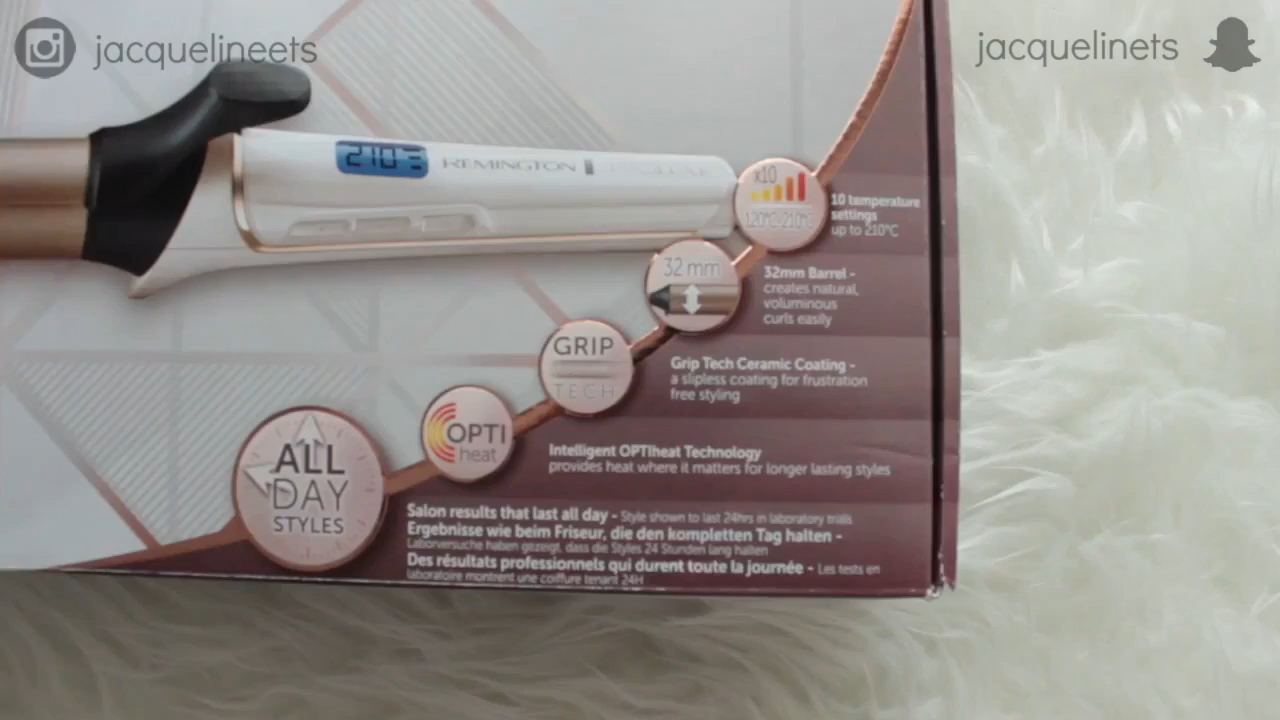 jacquelineets
jacquelinets
210
REMINGTON
x10
120°C-210°C
10 temperature
settings
up to 210°C
32 mm
32mm Barrel -
creates natural,
voluminous
curls easily
GRIP
TECH
Grip Tech Ceramic Coating -
a slipless coating for frustration
free styling
OPTI
heat
Intelligent OPTIheat Technology
provides heat where it matters for longer lasting styles
ALL
DAY
STYLES
Salon results that last all day - Style shown to last 24hrs in laboratory trials
Ergebnisse wie beim Friseur, die den kompletten Tag halten -
Laborversuche haben gezeigt, dass die Styles 24 Stunden lang halten
Des résultats professionnels qui durent toute la journée - Les tests en
laboratoire montrent une coiffure tenant 24H